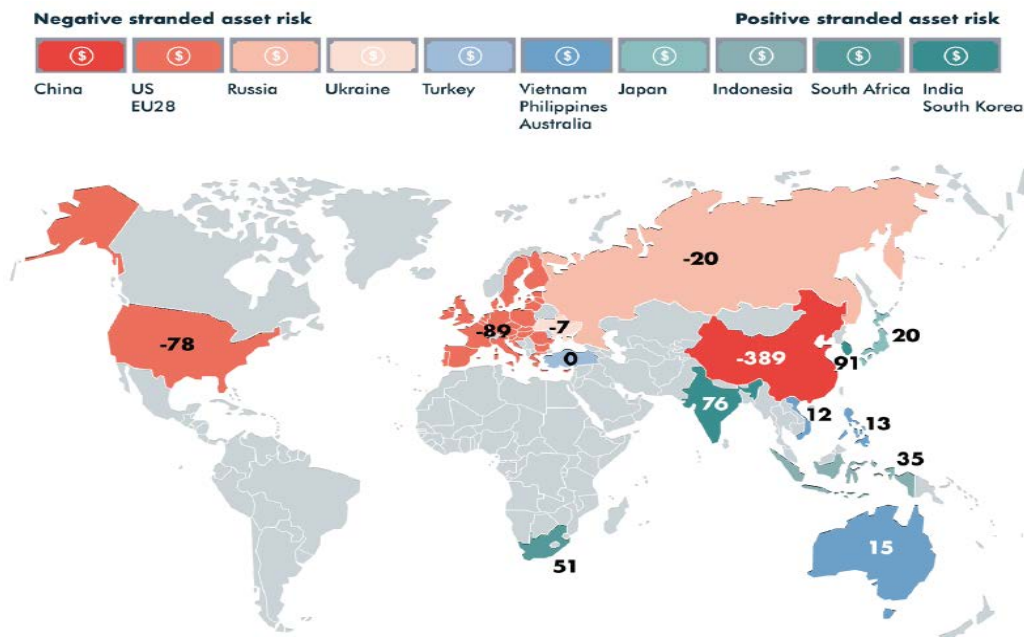 Negative stranded asset risk Positive stranded asset risk
$ $ $ $ $ $ $ $ $ $
China US Russia Ukraine Turkey Vietnam Japan Indonesia South Africa India
EU28 Philippines South Korea
Australia
-20
-78
-89
-7
0
-389
20
91
76
12
13
35
15
51